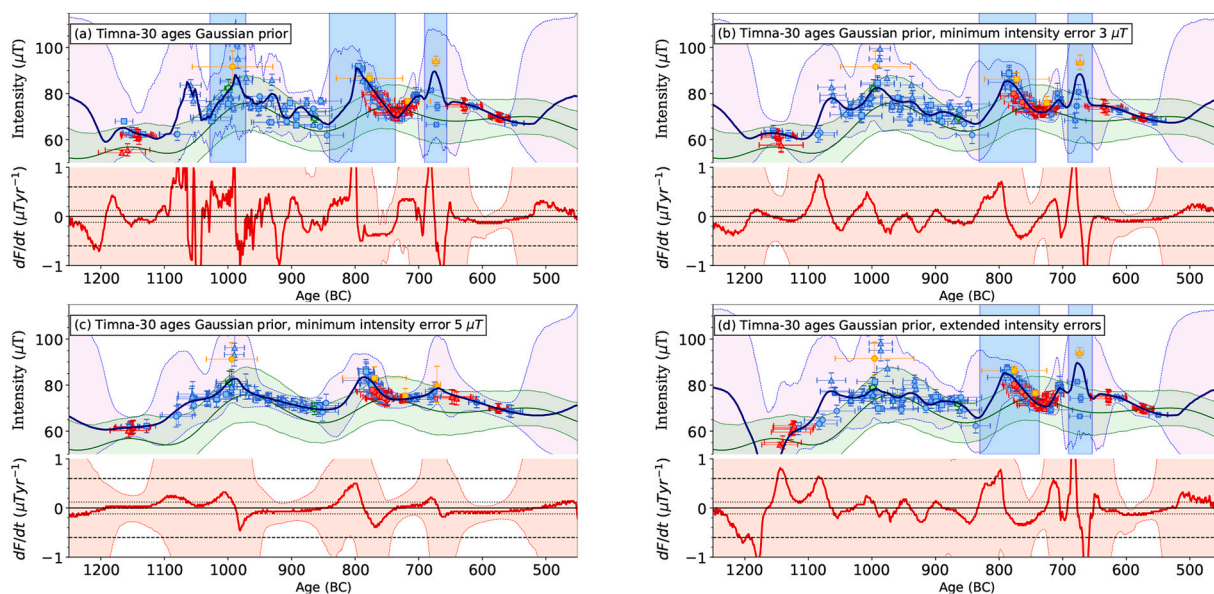 (a) Timna-30 ages Gaussian prior
Intensity (μT)
100
80
60
dF/dt (μTyr⁻¹)
1
0
−1
1200 1100 1000 900 800 700 600 500
Age (BC)
(b) Timna-30 ages Gaussian prior, minimum intensity error 3 μT
Intensity (μT)
100
80
60
dF/dt (μTyr⁻¹)
1
0
−1
1200 1100 1000 900 800 700 600 500
Age (BC)
(c) Timna-30 ages Gaussian prior, minimum intensity error 5 μT
Intensity (μT)
100
80
60
dF/dt (μTyr⁻¹)
1
0
−1
1200 1100 1000 900 800 700 600 500
Age (BC)
(d) Timna-30 ages Gaussian prior, extended intensity errors
Intensity (μT)
100
80
60
dF/dt (μTyr⁻¹)
1
0
−1
1200 1100 1000 900 800 700 600 500
Age (BC)